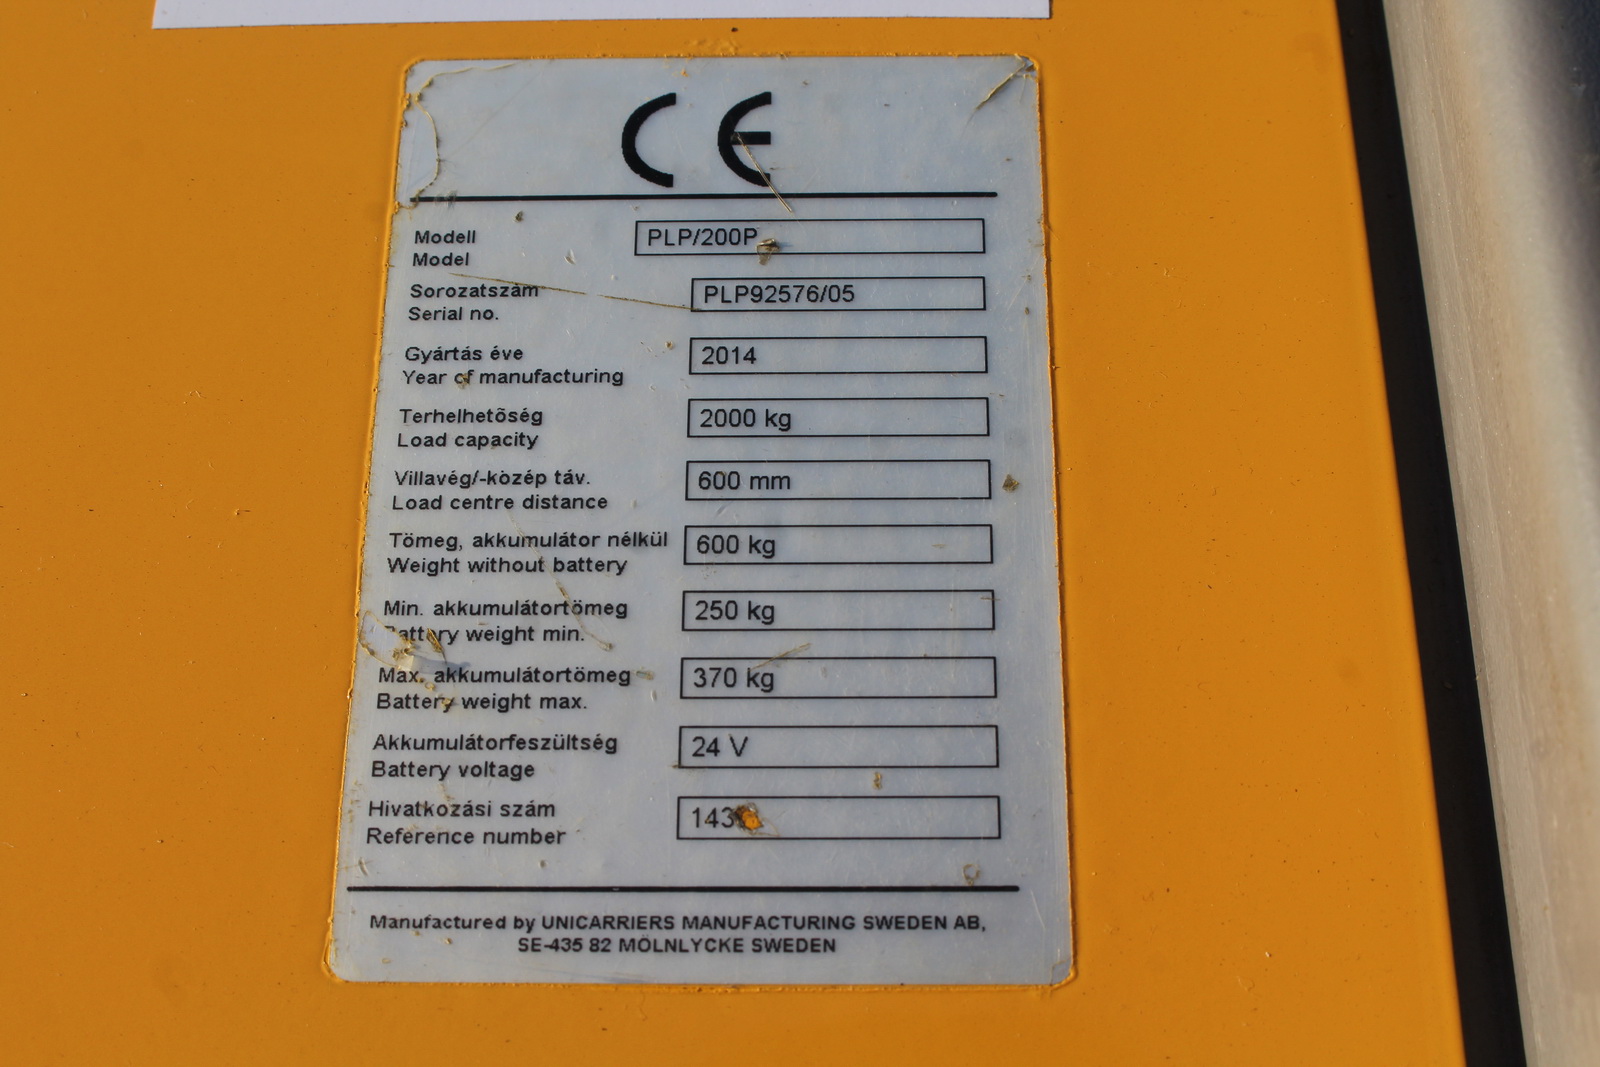 CE
Modell PLP/200P
Model
Sorozatszám PLP92576/05
Serial no.
Gyártás éve 2014
Year of manufacturing
Terhelhetõség 2000 kg
Load capacity
Villavég/-közép táv. 600 mm
Load centre distance
Tömeg, akkumulátor nélkül 600 kg
Weight without battery
Min. akkumulátortömeg 250 kg
Battery weight min.
Max. akkumulátortömeg 370 kg
Battery weight max.
Akkumulátorfeszültség 24 V
Battery voltage
Hivatkozási szám
Reference number
Manufactured by UNICARRIERS MANUFACTURING SWEDEN AB,
SE-435 82 MÖLNLYCKE SWEDEN